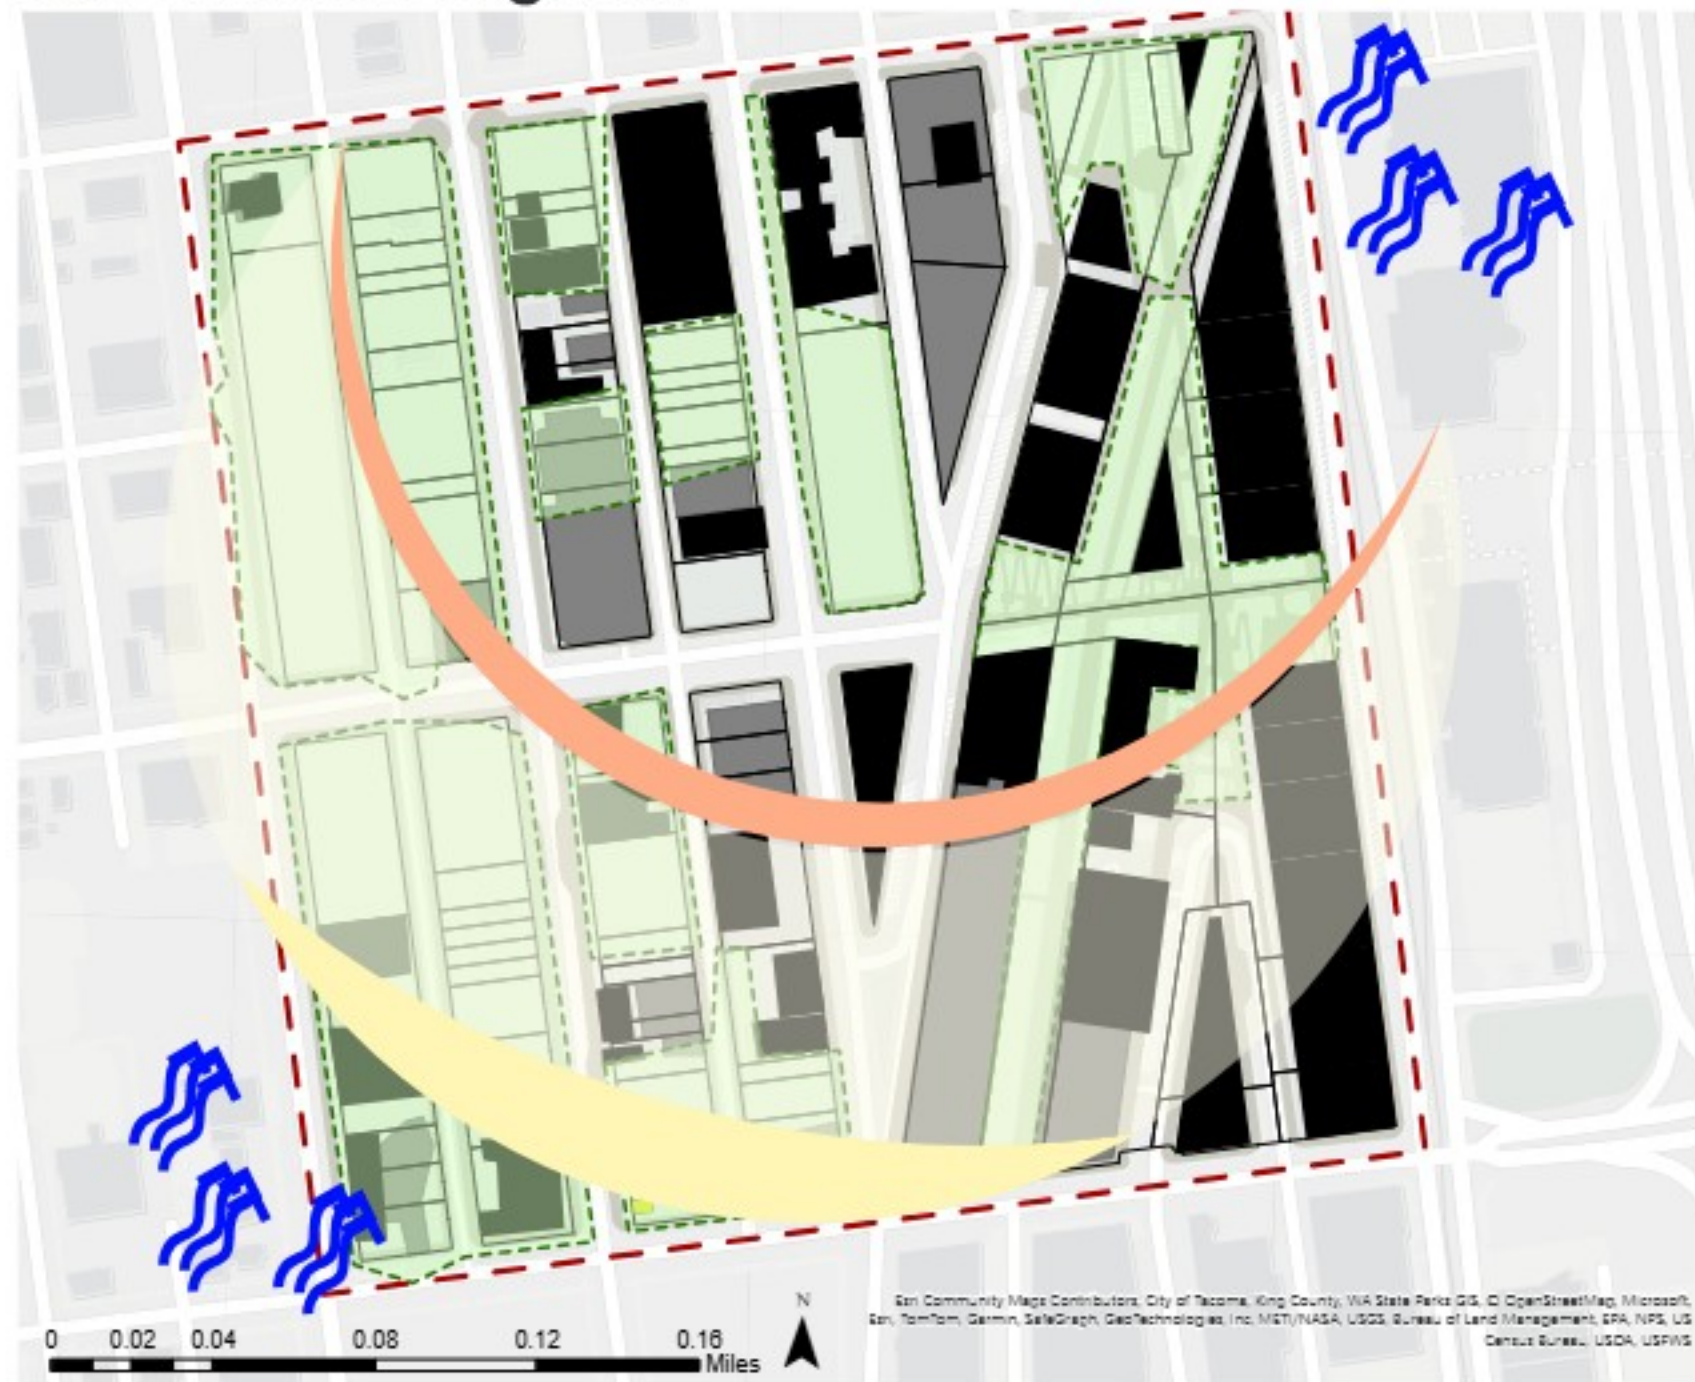 0 0.02 0.04 0.08 0.12 0.16
Miles
N
Esri Community Maps Contributors, City of Tacoma, King County, WA State Parks GIS, © OpenStreetMap, Microsoft,
Esri, TomTom, Garmin, SafeGraph, GeoTechnologies, Inc, METI/NASA, USGS, Bureau of Land Management, EPA, NPS, US
Census Bureau, USDA, USFWS